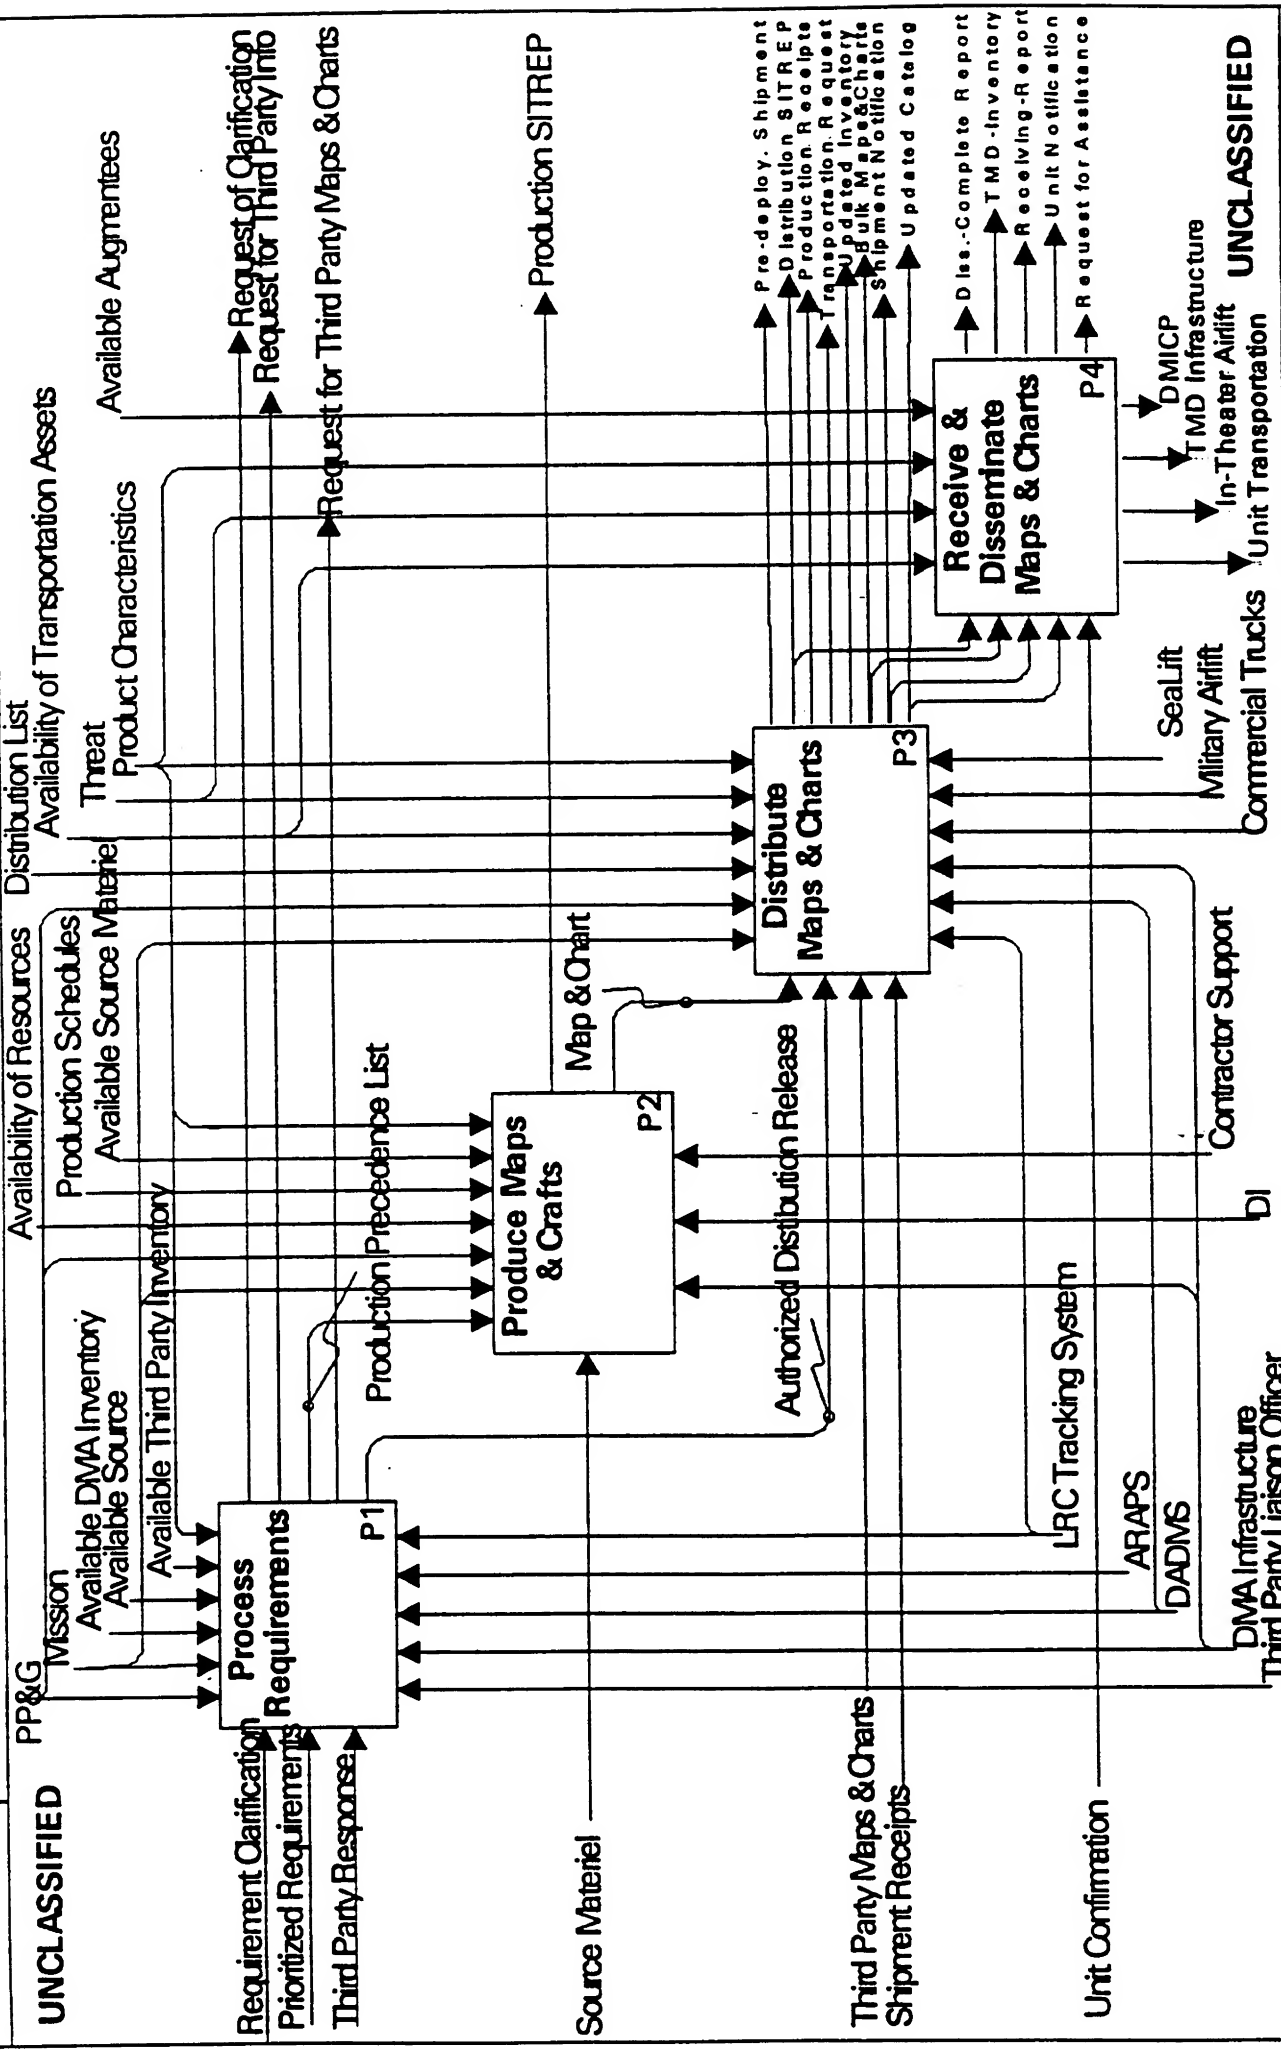 UNCLASSIFIED
PP&G
Mission
Available DMA Inventory
Available Source
Available Third Party Inventory
Availability of Resources
Production Schedules
Available Source Materiel
Distribution List
Availability of Transportation Assets
Threat
Product Characteristics
Available Augmentees
Request of Clarification
Request for Third Party Info
Request for Third Party Maps & Charts
Production SITREP
Requirement Clarification
Prioritized Requirements
Third Party Response
Process
Requirements
P1
Production Precedence List
Source Materiel
Produce Maps
& Crafts
P2
Map & Chart
Authorized Distribution Release
Third Party Maps & Charts
Shipment Receipts
Distribute
Maps & Charts
P3
Pre-deploy. Shipment
Distribution SITREP
Production Receipts
Transportation Request
Updated Inventory
Bulk Maps&Charts
Shipment Notification
Updated Catalog
Unit Confirmation
Receive &
Disseminate
Maps & Charts
P4
Diss.-Complete Report
TMD-Inventory
Receiving-Report
Unit Notification
Request for Assistance
LRC Tracking System
ARAPS
DADMS
DMA Infrastructure
Third Party Liaison Officer
DI
Contractor Support
SeaLift
Military Airlift
Commercial Trucks
DMICP
TMD Infrastructure
In-Theater Airlift
Unit Transportation
UNCLASSIFIED